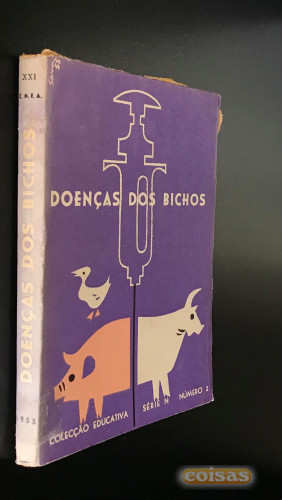 XXI
C. N. E. A.
DOENÇAS DOS BICHOS
1953
DOENÇAS DOS BICHOS
COLECÇÃO EDUCATIVA
SÉRIE N
NÚMERO 2
coisas